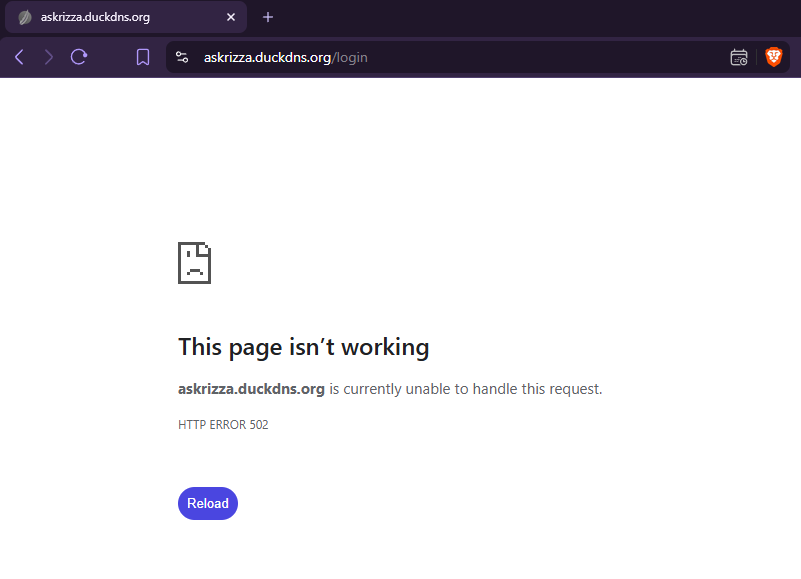 askrizza.duckdns.org
askrizza.duckdns.org/login
This page isn’t working
askrizza.duckdns.org is currently unable to handle this request.
HTTP ERROR 502
Reload